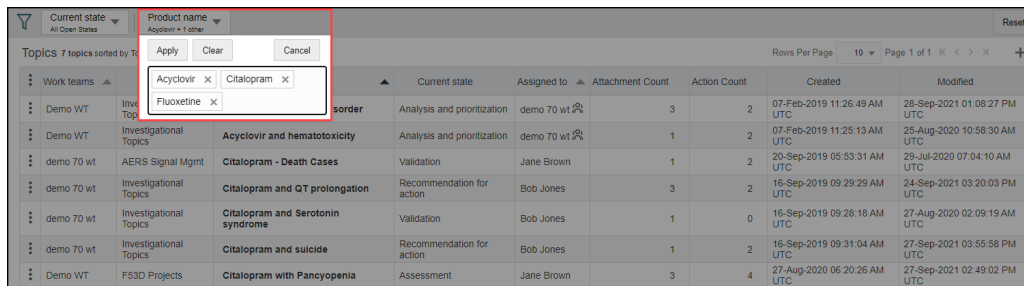 Current state
All Open States
Product name
Acyclovir + 1 other
Reset
Apply Clear Cancel
Acyclovir × Citalopram ×
Fluoxetine ×
Topics 7 topics sorted by
Rows Per Page 10 Page 1 of 1
Work teams Current state Assigned to Attachment Count Action Count Created Modified
Demo WT sorder Analysis and prioritization demo 70 wt 3 2 07-Feb-2019 11:26:49 AM UTC 28-Sep-2021 01:08:27 PM UTC
Demo WT Investigational Topics Acyclovir and hematotoxicity Analysis and prioritization demo 70 wt 1 2 07-Feb-2019 11:25:13 AM UTC 25-Aug-2020 10:58:30 AM UTC
demo 70 wt AERS Signal Mgmt Citalopram - Death Cases Validation Jane Brown 1 2 20-Sep-2019 05:53:31 AM UTC 29-Jul-2020 07:04:10 AM UTC
demo 70 wt Investigational Topics Citalopram and QT prolongation Recommendation for action Bob Jones 3 2 16-Sep-2019 09:29:29 AM UTC 24-Sep-2021 03:20:03 PM UTC
demo 70 wt Investigational Topics Citalopram and Serotonin syndrome Validation Bob Jones 1 0 16-Sep-2019 09:28:18 AM UTC 27-Aug-2020 02:09:19 AM UTC
demo 70 wt Investigational Topics Citalopram and suicide Recommendation for action Bob Jones 1 2 16-Sep-2019 09:31:04 AM UTC 27-Sep-2021 03:55:58 PM UTC
Demo WT F53D Projects Citalopram with Pancyopenia Assessment Jane Brown 3 4 27-Aug-2020 06:20:26 AM UTC 27-Sep-2021 02:49:02 PM UTC